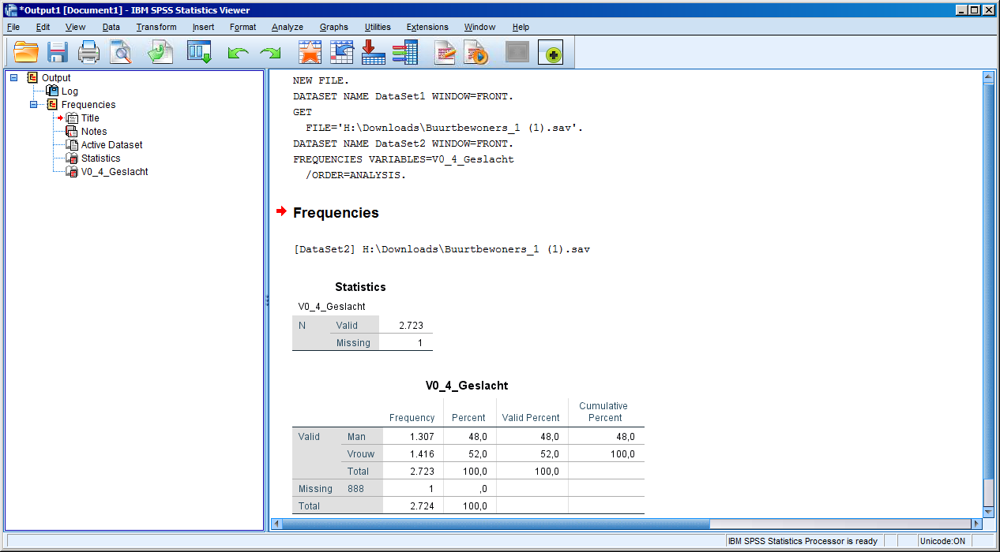 *Output1 [Document1] - IBM SPSS Statistics Viewer
File Edit View Data Transform Insert Format Analyze Graphs Utilities Extensions Window Help
Output
Log
Frequencies
Title
Notes
Active Dataset
Statistics
V0_4_Geslacht
NEW FILE.
DATASET NAME DataSet1 WINDOW=FRONT.
GET
FILE='H:\Downloads\Buurtbewoners_1 (1).sav'.
DATASET NAME DataSet2 WINDOW=FRONT.
FREQUENCIES VARIABLES=V0_4_Geslacht
/ORDER=ANALYSIS.
Frequencies
[DataSet2] H:\Downloads\Buurtbewoners_1 (1).sav
Statistics
V0_4_Geslacht
N Valid 2.723
Missing 1
V0_4_Geslacht
Frequency Percent Valid Percent Cumulative Percent
Valid Man 1.307 48,0 48,0 48,0
Vrouw 1.416 52,0 52,0 100,0
Total 2.723 100,0 100,0
Missing 888 1 ,0
Total 2.724 100,0
IBM SPSS Statistics Processor is ready Unicode:ON